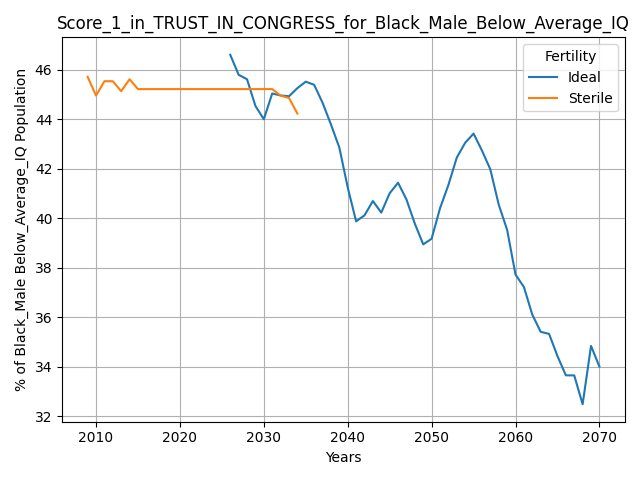 Score_1_in_TRUST_IN_CONGRESS_for_Black_Male_Below_Average_IQ
Fertility
Ideal
Sterile
% of Black_Male Below_Average_IQ Population
46
44
42
40
38
36
34
32
2010
2020
2030
2040
2050
2060
2070
Years